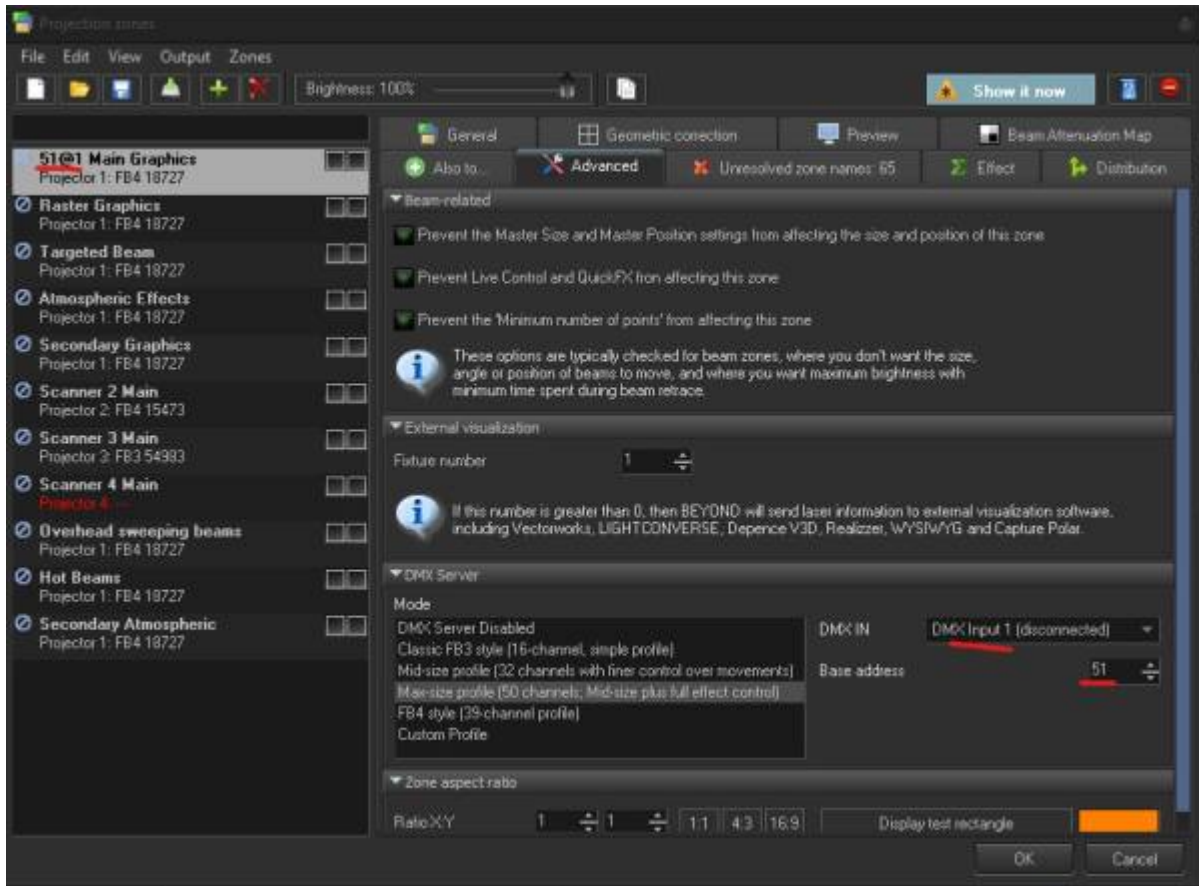 Projection zones
File Edit View Output Zones
Brightness: 100%
Show it now
51@1 Main Graphics
Projector 1: FB4 18727
Raster Graphics
Projector 1: FB4 18727
Targeted Beam
Projector 1: FB4 18727
Atmospheric Effects
Projector 1: FB4 18727
Secondary Graphics
Projector 1: FB4 18727
Scanner 2 Main
Projector 2: FB4 15473
Scanner 3 Main
Projector 3: FB3 54983
Scanner 4 Main
Projector 4: ---
Overhead sweeping beams
Projector 1: FB4 18727
Hot Beams
Projector 1: FB4 18727
Secondary Atmospheric
Projector 1: FB4 18727
General Geometric correction Preview Beam Attenuation Map
Also to... Advanced Unresolved zone names: 65 Effect Distribution
Beam-related
Prevent the Master Size and Master Position settings from affecting the size and position of this zone
Prevent Live Control and QuickFX from affecting this zone
Prevent the 'Minimum number of points' from affecting this zone
These options are typically checked for beam zones, where you don't want the size,
angle or position of beams to move, and where you want maximum brightness with
minimum time spent during beam retrace.
External visualization
Fixture number 1
If this number is greater than 0, then BEYOND will send laser information to external visualization software,
including Vectorworks, LIGHTCONVERSE, Depence V3D, Realizzer, WYSIWYG and Capture Polar.
DMX Server
Mode
DMX Server Disabled
Classic FB3 style (16-channel, simple profile)
Mid-size profile (32 channels with finer control over movements)
Max-size profile (50 channels; Mid-size plus full effect control)
FB4 style (39-channel profile)
Custom Profile
DMX IN DMX Input 1 (disconnected)
Base address 51
Zone aspect ratio
Ratio X:Y 1 1 1:1 4:3 16:9 Display test rectangle
OK Cancel